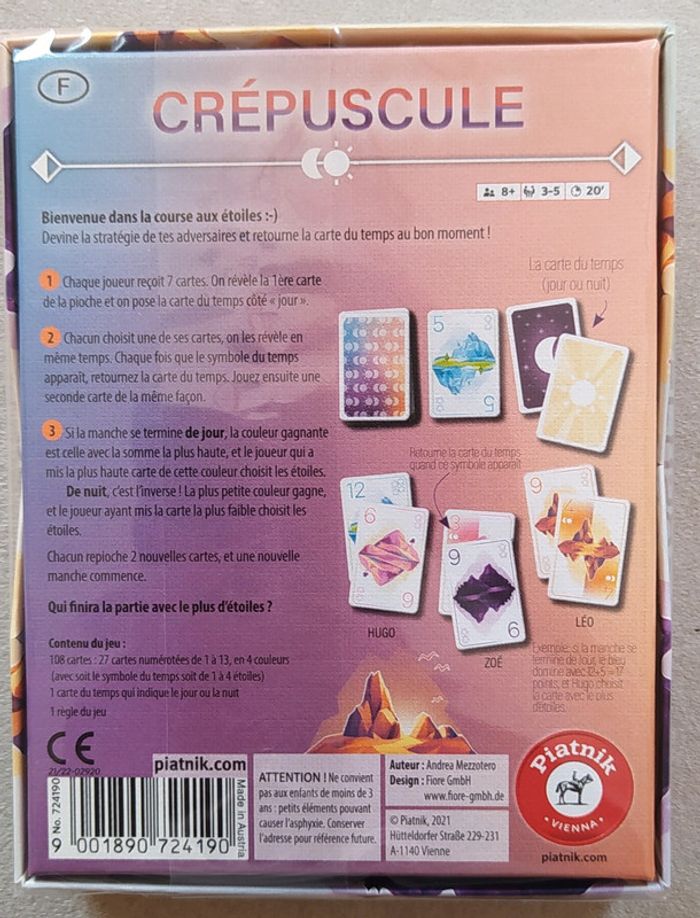 F
CRÉPUSCULE
8+ 3-5 20'
Bienvenue dans la course aux étoiles :-)
Devine la stratégie de tes adversaires et retourne la carte du temps au bon moment !
La carte du temps
(jour ou nuit)
1 Chaque joueur reçoit 7 cartes. On révèle la 1ère carte
de la pioche et on pose la carte du temps côté « jour ».
2 Chacun choisit une de ses cartes, on les révèle en
même temps. Chaque fois que le symbole du temps
apparaît, retournez la carte du temps. Jouez ensuite une
seconde carte de la même façon.
5
5
3 Si la manche se termine de jour, la couleur gagnante
est celle avec la somme la plus haute, et le joueur qui a
mis la plus haute carte de cette couleur choisit les étoiles.
De nuit, c'est l'inverse ! La plus petite couleur gagne,
et le joueur ayant mis la carte la plus faible choisit les
étoiles.
Chacun repioche 2 nouvelles cartes, et une nouvelle
manche commence.
Qui finira la partie avec le plus d'étoiles ?
Retourne la carte du temps
quand ce symbole apparaît
12
6
6
3
9
9
9
4
HUGO
ZOÉ
LÉO
Exemple: si la manche se
termine de Jour, le bleu
domine avec 12+5 =17
points, et Hugo choisit
la carte avec le plus
d'étoiles.
Contenu du jeu :
108 cartes : 27 cartes numérotées de 1 à 13, en 4 couleurs
(avec soit le symbole du temps soit de 1 à 4 étoiles)
1 carte du temps qui indique le jour ou la nuit
1 règle du jeu
CE
21/22-02920
No. 724190
9 001890 724190
piatnik.com
Made in Austria
ATTENTION ! Ne convient
pas aux enfants de moins de 3
ans : petits éléments pouvant
causer l'asphyxie. Conserver
l'adresse pour référence future.
Auteur : Andrea Mezzotero
Design : Fiore GmbH
www.fiore-gmbh.de
© Piatnik, 2021
Hütteldorfer Straße 229-231
A-1140 Vienne
Piatnik
· VIENNA ·
piatnik.com